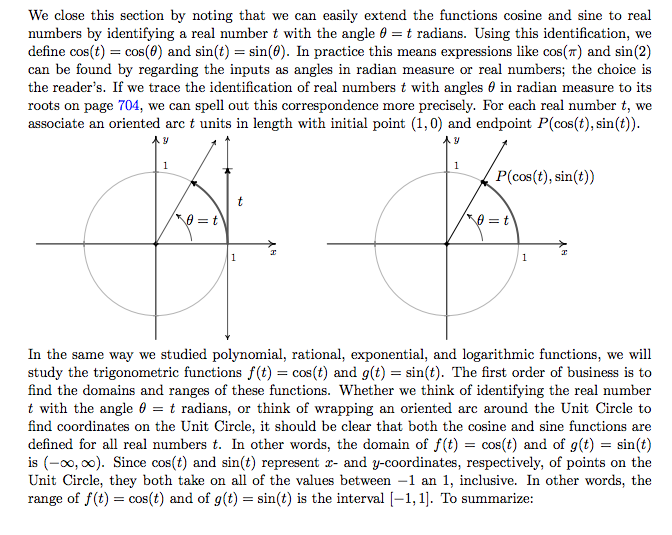 We close this section by noting that we can easily extend the functions cosine and sine to real
numbers by identifying a real number t with the angle θ = t radians. Using this identification, we
define cos(t) = cos(θ) and sin(t) = sin(θ). In practice this means expressions like cos(π) and sin(2)
can be found by regarding the inputs as angles in radian measure or real numbers; the choice is
the reader's. If we trace the identification of real numbers t with angles θ in radian measure to its
roots on page 704, we can spell out this correspondence more precisely. For each real number t, we
associate an oriented arc t units in length with initial point (1, 0) and endpoint P(cos(t), sin(t)).
y
1
t
θ = t
1
x
y
1
P(cos(t), sin(t))
θ = t
1
x
In the same way we studied polynomial, rational, exponential, and logarithmic functions, we will
study the trigonometric functions f(t) = cos(t) and g(t) = sin(t). The first order of business is to
find the domains and ranges of these functions. Whether we think of identifying the real number
t with the angle θ = t radians, or think of wrapping an oriented arc around the Unit Circle to
find coordinates on the Unit Circle, it should be clear that both the cosine and sine functions are
defined for all real numbers t. In other words, the domain of f(t) = cos(t) and of g(t) = sin(t)
is (−∞, ∞). Since cos(t) and sin(t) represent x- and y-coordinates, respectively, of points on the
Unit Circle, they both take on all of the values between −1 an 1, inclusive. In other words, the
range of f(t) = cos(t) and of g(t) = sin(t) is the interval [−1, 1]. To summarize: